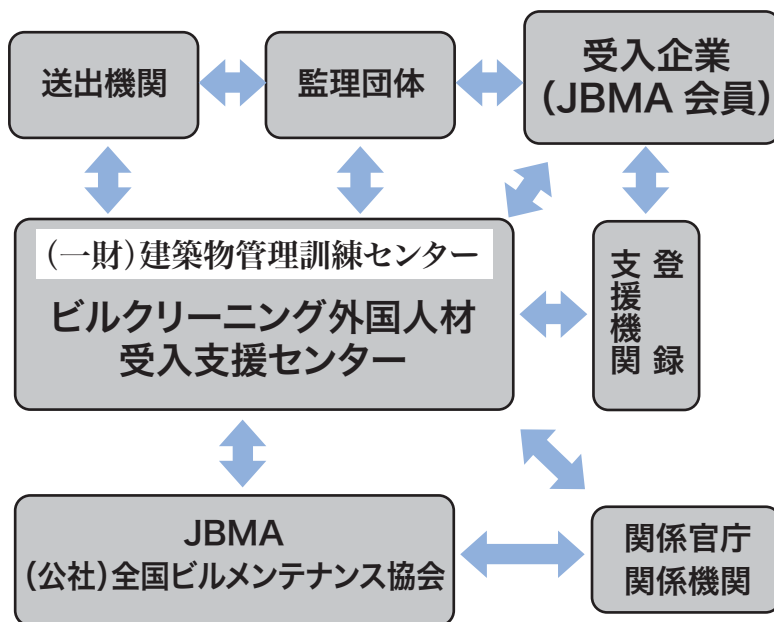 送出機関
監理団体
受入企業
(JBMA 会員)
(一財)建築物管理訓練センター
ビルクリーニング外国人材
受入支援センター
登録
支援機関
JBMA
(公社)全国ビルメンテナンス協会
関係官庁
関係機関